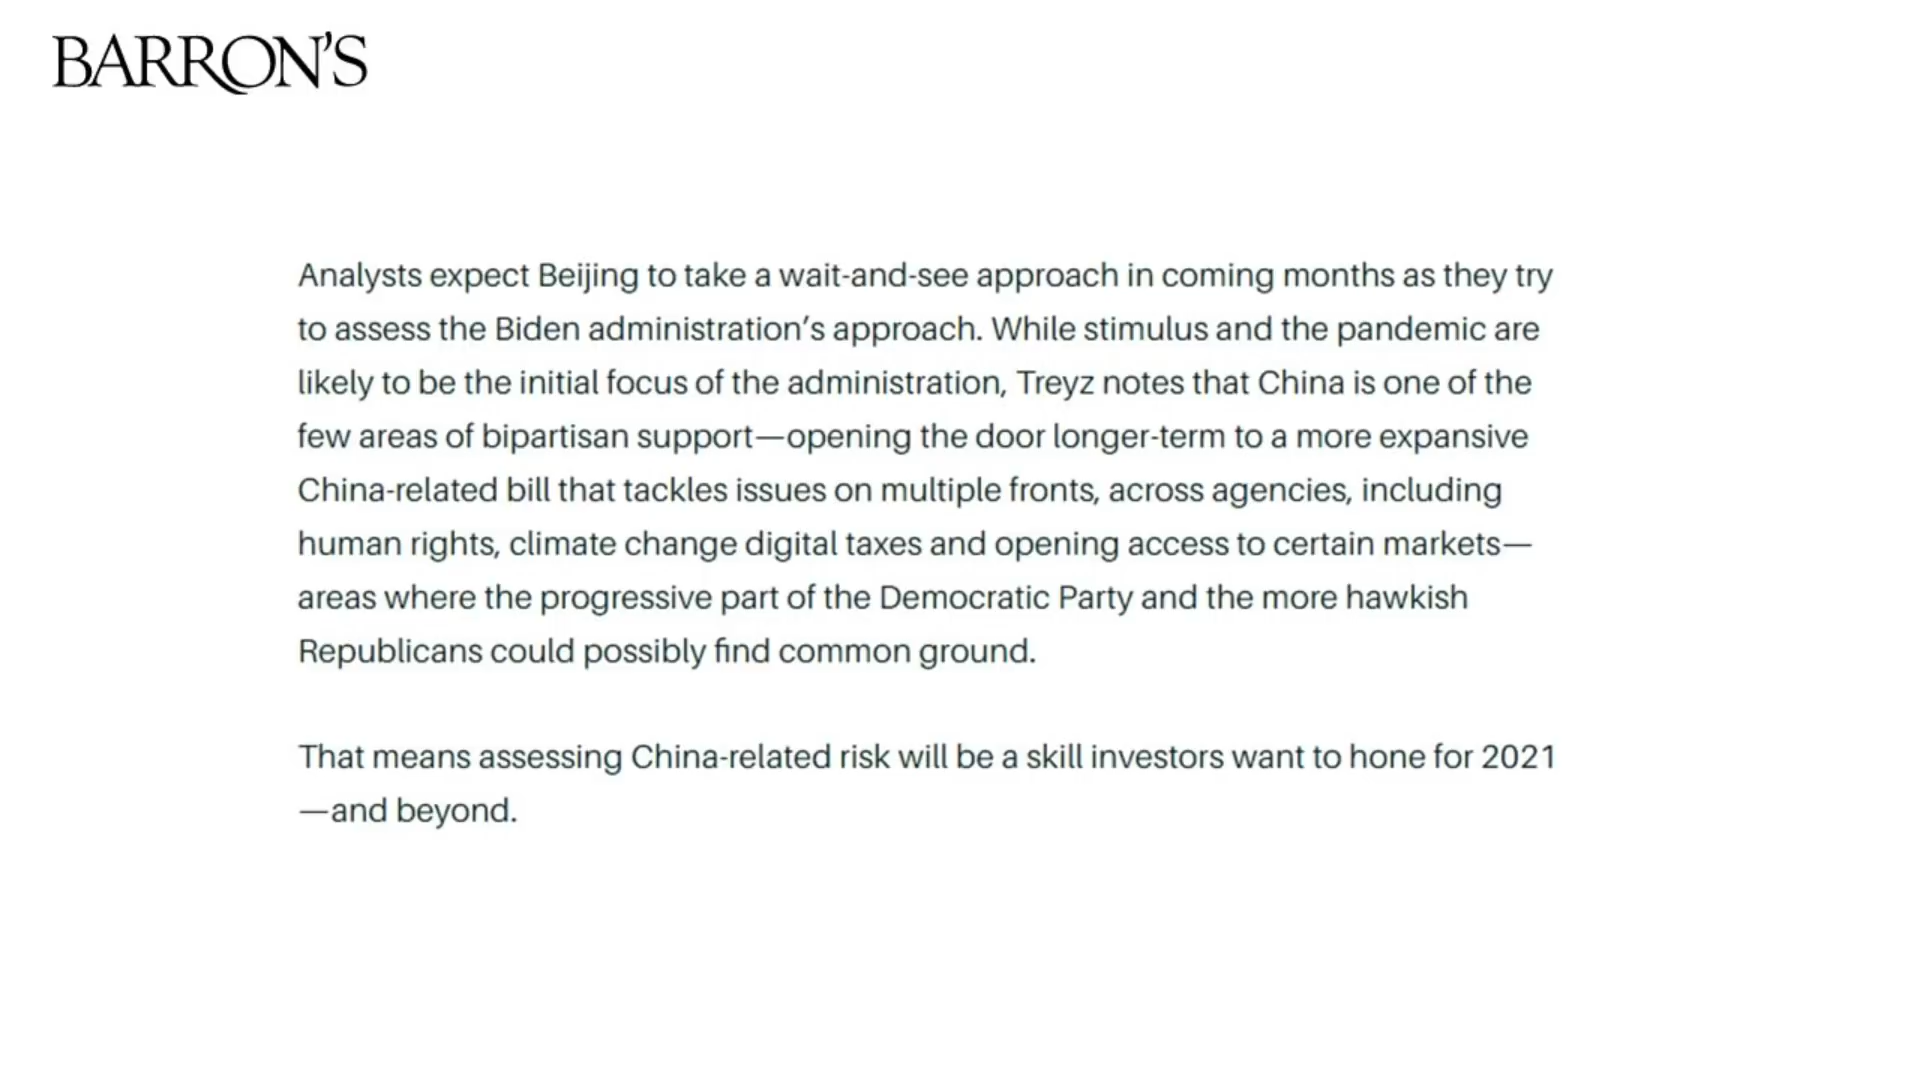 BARRON'S
Analysts expect Beijing to take a wait-and-see approach in coming months as they try
to assess the Biden administration’s approach. While stimulus and the pandemic are
likely to be the initial focus of the administration, Treyz notes that China is one of the
few areas of bipartisan support—opening the door longer-term to a more expansive
China-related bill that tackles issues on multiple fronts, across agencies, including
human rights, climate change digital taxes and opening access to certain markets—
areas where the progressive part of the Democratic Party and the more hawkish
Republicans could possibly find common ground.
That means assessing China-related risk will be a skill investors want to hone for 2021
—and beyond.